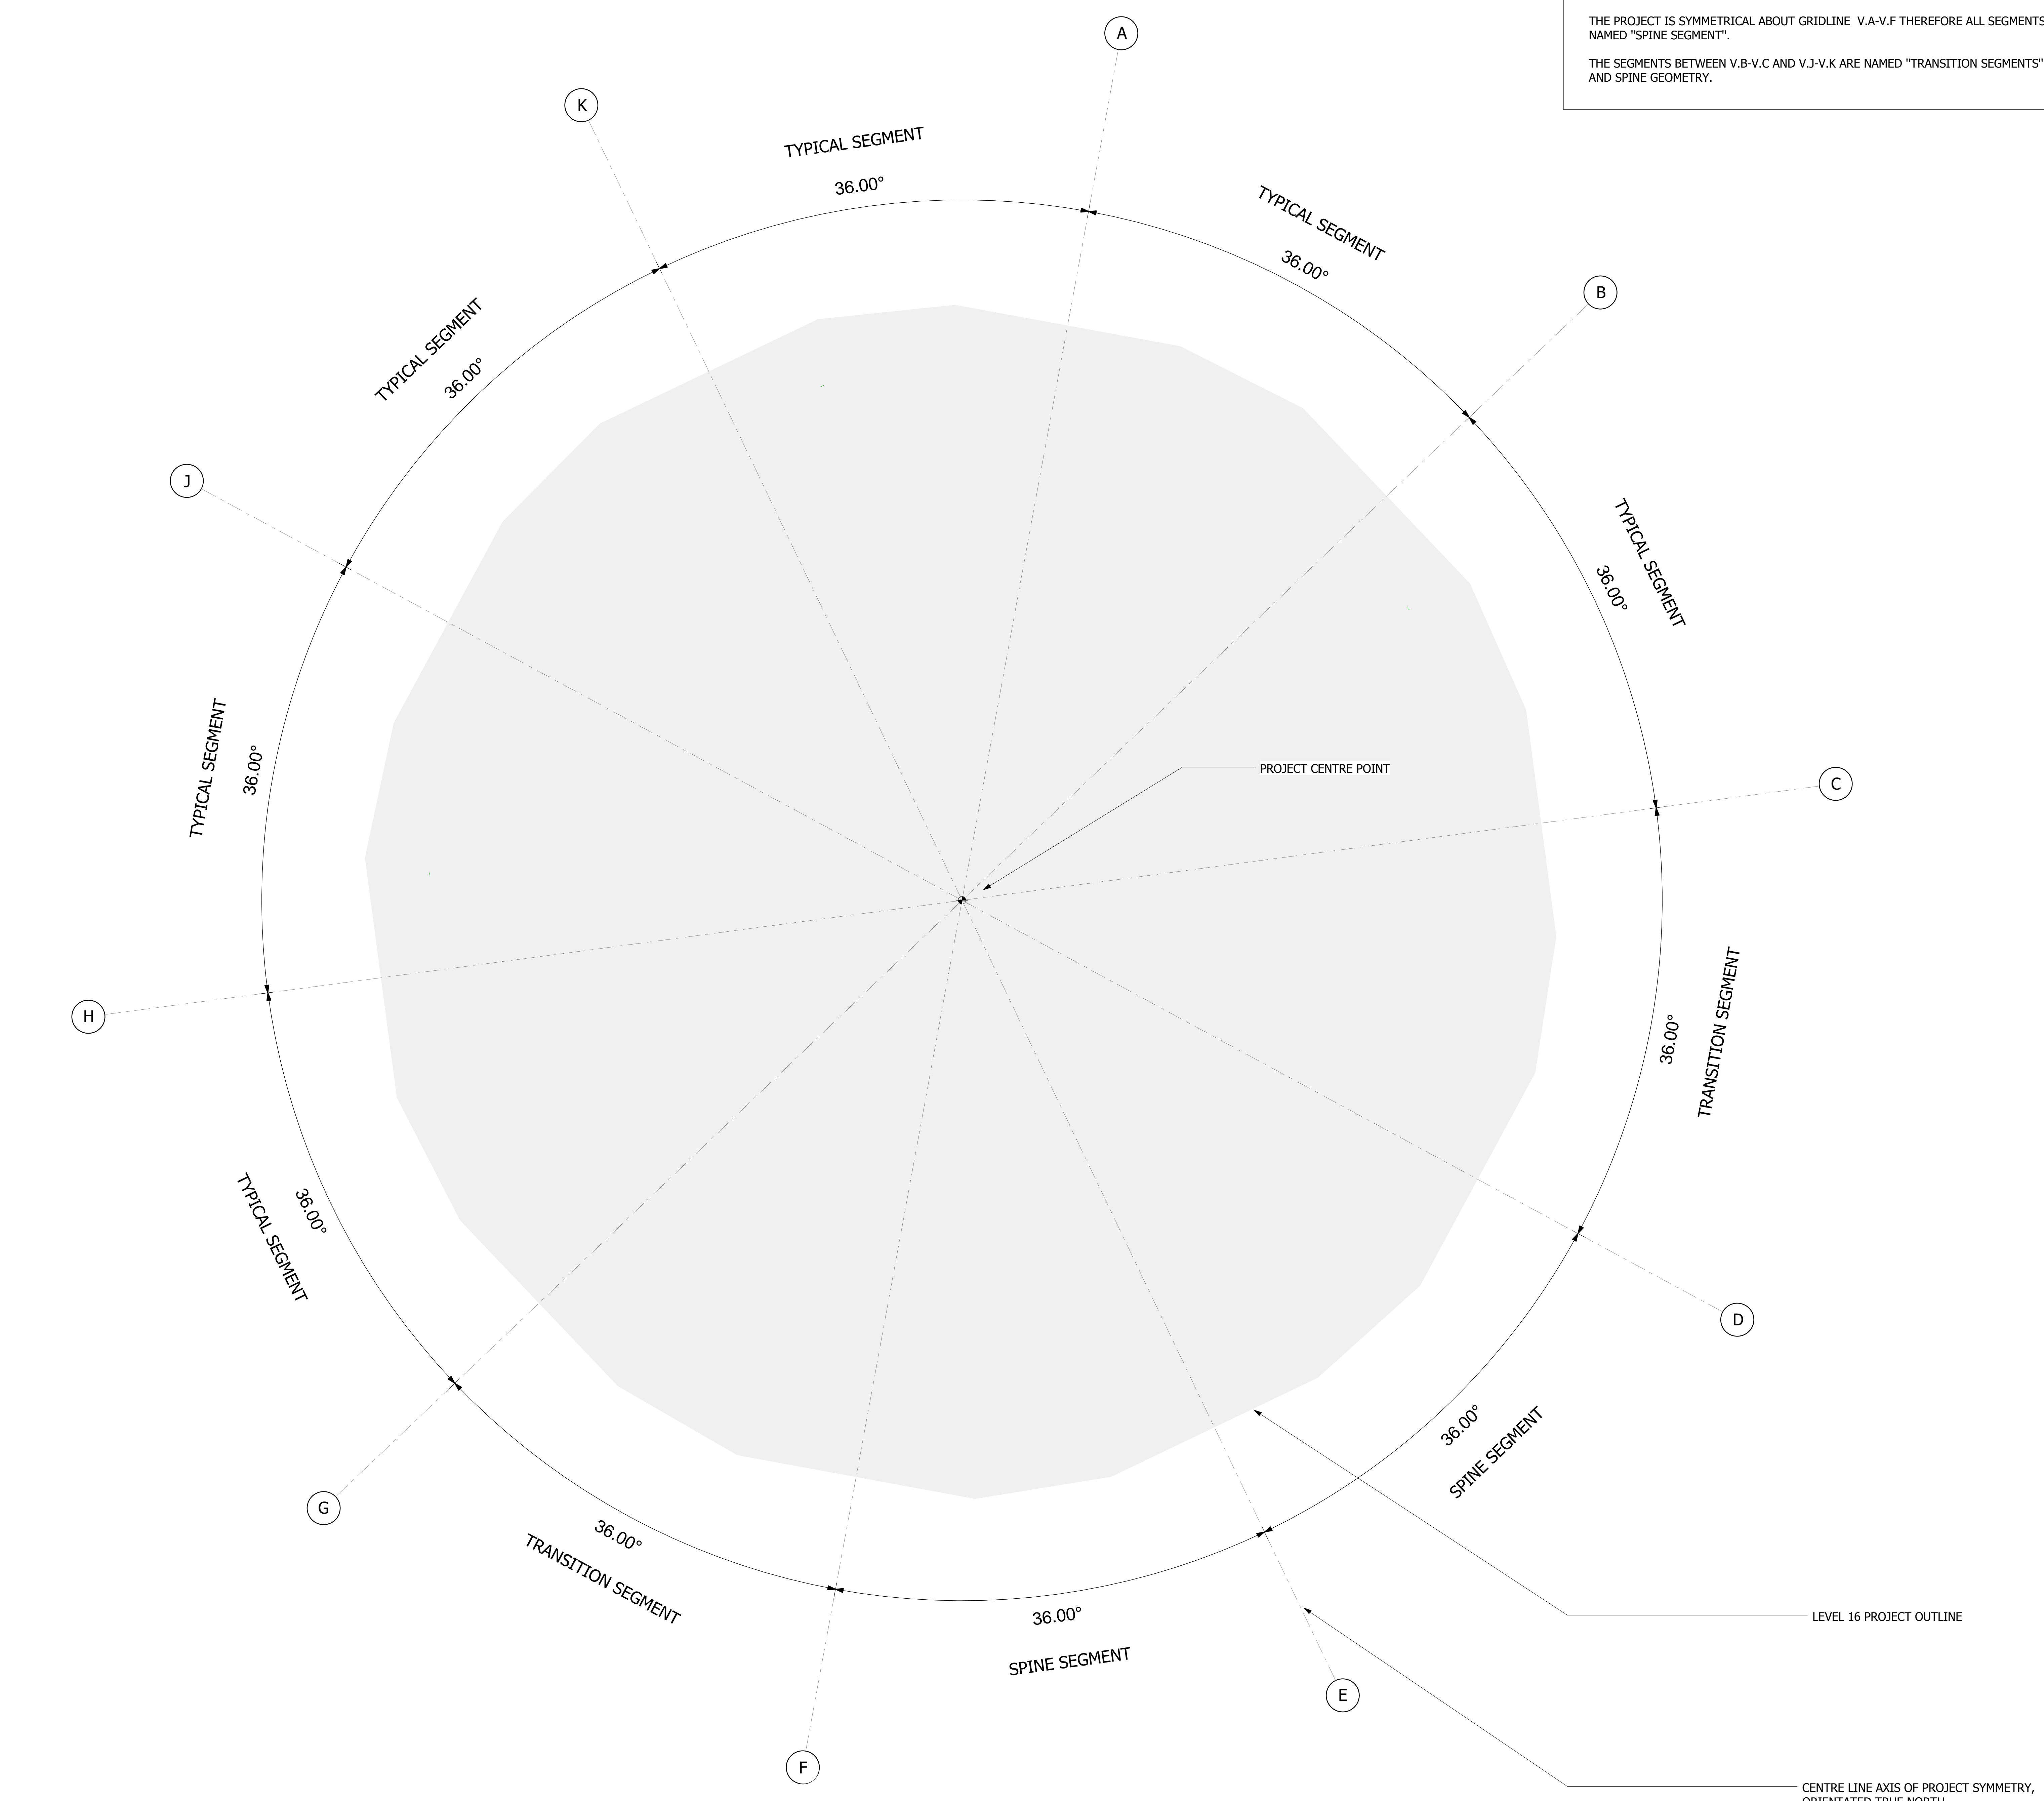 THE PROJECT IS SYMMETRICAL ABOUT GRIDLINE  V.A-V.F THEREFORE ALL SEGMENTS
NAMED "SPINE SEGMENT".
THE SEGMENTS BETWEEN V.B-V.C AND V.J-V.K ARE NAMED "TRANSITION SEGMENTS"
AND SPINE GEOMETRY.
A
K
TYPICAL SEGMENT
36.00°
TYPICAL SEGMENT
36.00°
B
TYPICAL SEGMENT
36.00°
J
TYPICAL SEGMENT
36.00°
TYPICAL SEGMENT
36.00°
PROJECT CENTRE POINT
C
H
TRANSITION SEGMENT
36.00°
TYPICAL SEGMENT
36.00°
D
SPINE SEGMENT
36.00°
G
36.00°
TRANSITION SEGMENT
36.00°
SPINE SEGMENT
LEVEL 16 PROJECT OUTLINE
E
F
CENTRE LINE AXIS OF PROJECT SYMMETRY,
ORIENTATED TRUE NORTH